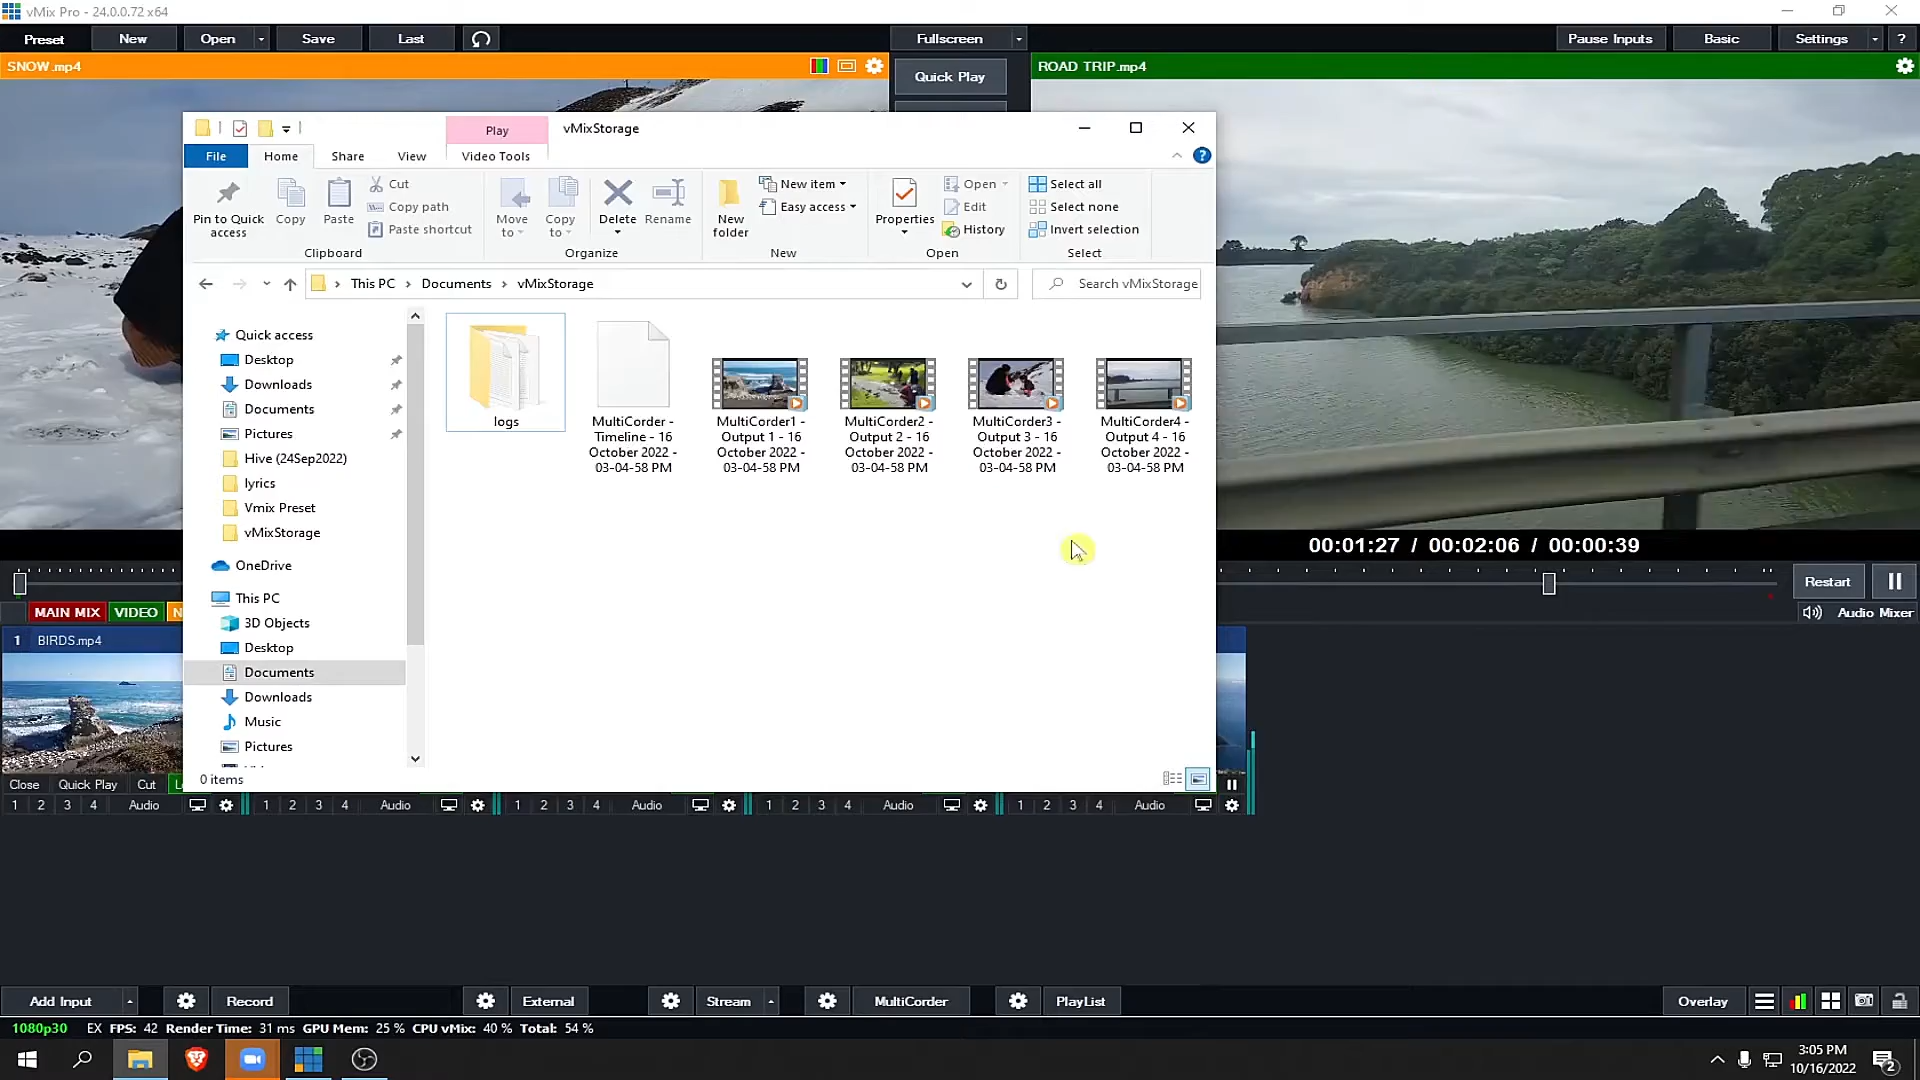 vMix Pro - 24.0.0.72 x64
Preset New Open Save Last Fullscreen Pause Inputs Basic Settings ?
SNOW.mp4 Quick Play ROAD TRIP.mp4
Play vMixStorage
File Home Share View Video Tools
Pin to Quick access
Copy
Paste
Cut
Copy path
Paste shortcut
Clipboard
Move to
Copy to
Delete
Rename
Organize
New folder
New item
Easy access
New
Properties
Open
Edit
History
Open
Select all
Select none
Invert selection
Select
This PC > Documents > vMixStorage
Search vMixStorage
Quick access
Desktop
Downloads
Documents
Pictures
Hive (24Sep2022)
lyrics
Vmix Preset
vMixStorage
OneDrive
This PC
3D Objects
Desktop
Documents
Downloads
Music
Pictures
logs
MultiCorder -
Timeline - 16
October 2022 -
03-04-58 PM
MultiCorder1 -
Output 1 - 16
October 2022 -
03-04-58 PM
MultiCorder2 -
Output 2 - 16
October 2022 -
03-04-58 PM
MultiCorder3 -
Output 3 - 16
October 2022 -
03-04-58 PM
MultiCorder4 -
Output 4 - 16
October 2022 -
03-04-58 PM
0 items
00:01:27 / 00:02:06 / 00:00:39
Restart
Audio Mixer
MAIN MIX VIDEO N
1 BIRDS.mp4
Close Quick Play Cut L
1 2 3 4 Audio 1 2 3 4 Audio 1 2 3 4 Audio 1 2 3 4 Audio 1 2 3 4 Audio
Add Input Record External Stream MultiCorder PlayList Overlay
1080p30 EX FPS: 42 Render Time: 31 ms GPU Mem: 25 % CPU vMix: 40 % Total: 54 %
3:05 PM
10/16/2022
2